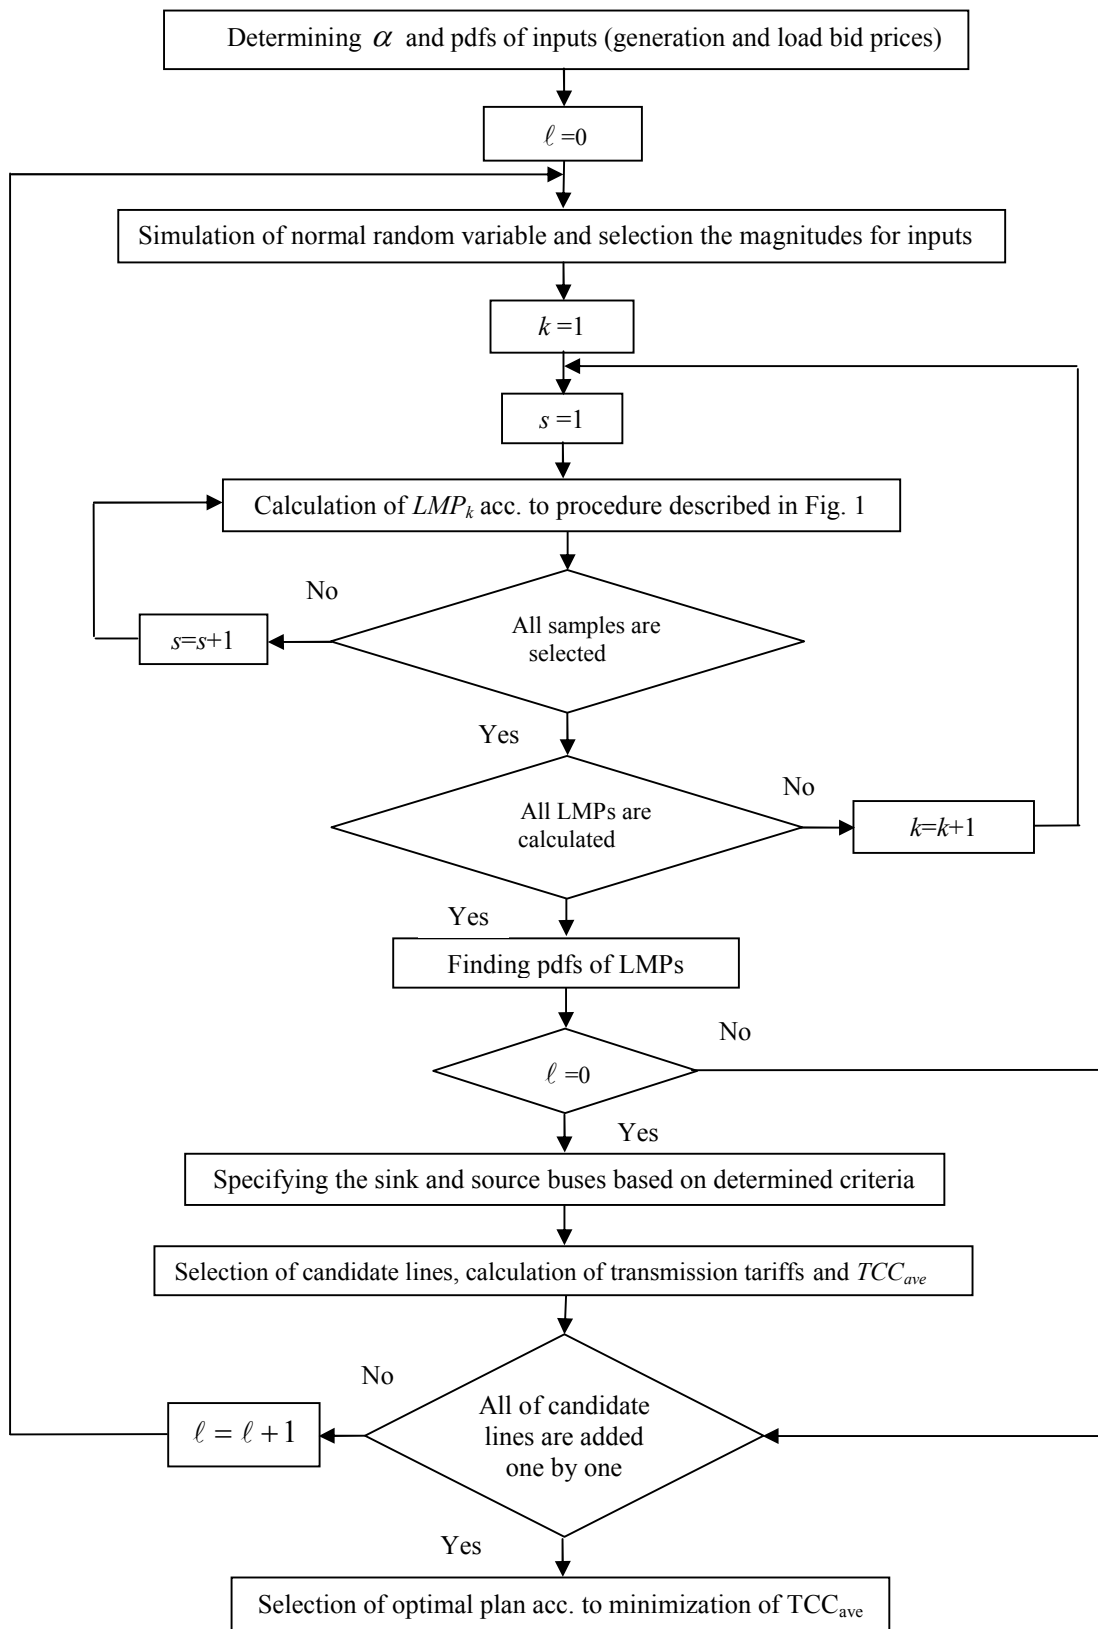 Determining α and pdfs of inputs (generation and load bid prices)
ℓ =0
Simulation of normal random variable and selection the magnitudes for inputs
k =1
s =1
Calculation of LMPk acc. to procedure described in Fig. 1
No
All samples are
selected
s=s+1
Yes
All LMPs are
calculated
No
k=k+1
Yes
Finding pdfs of LMPs
No
ℓ =0
Yes
Specifying the sink and source buses based on determined criteria
Selection of candidate lines, calculation of transmission tariffs and TCCave
No
All of candidate
lines are added
one by one
ℓ = ℓ + 1
Yes
Selection of optimal plan acc. to minimization of TCCave